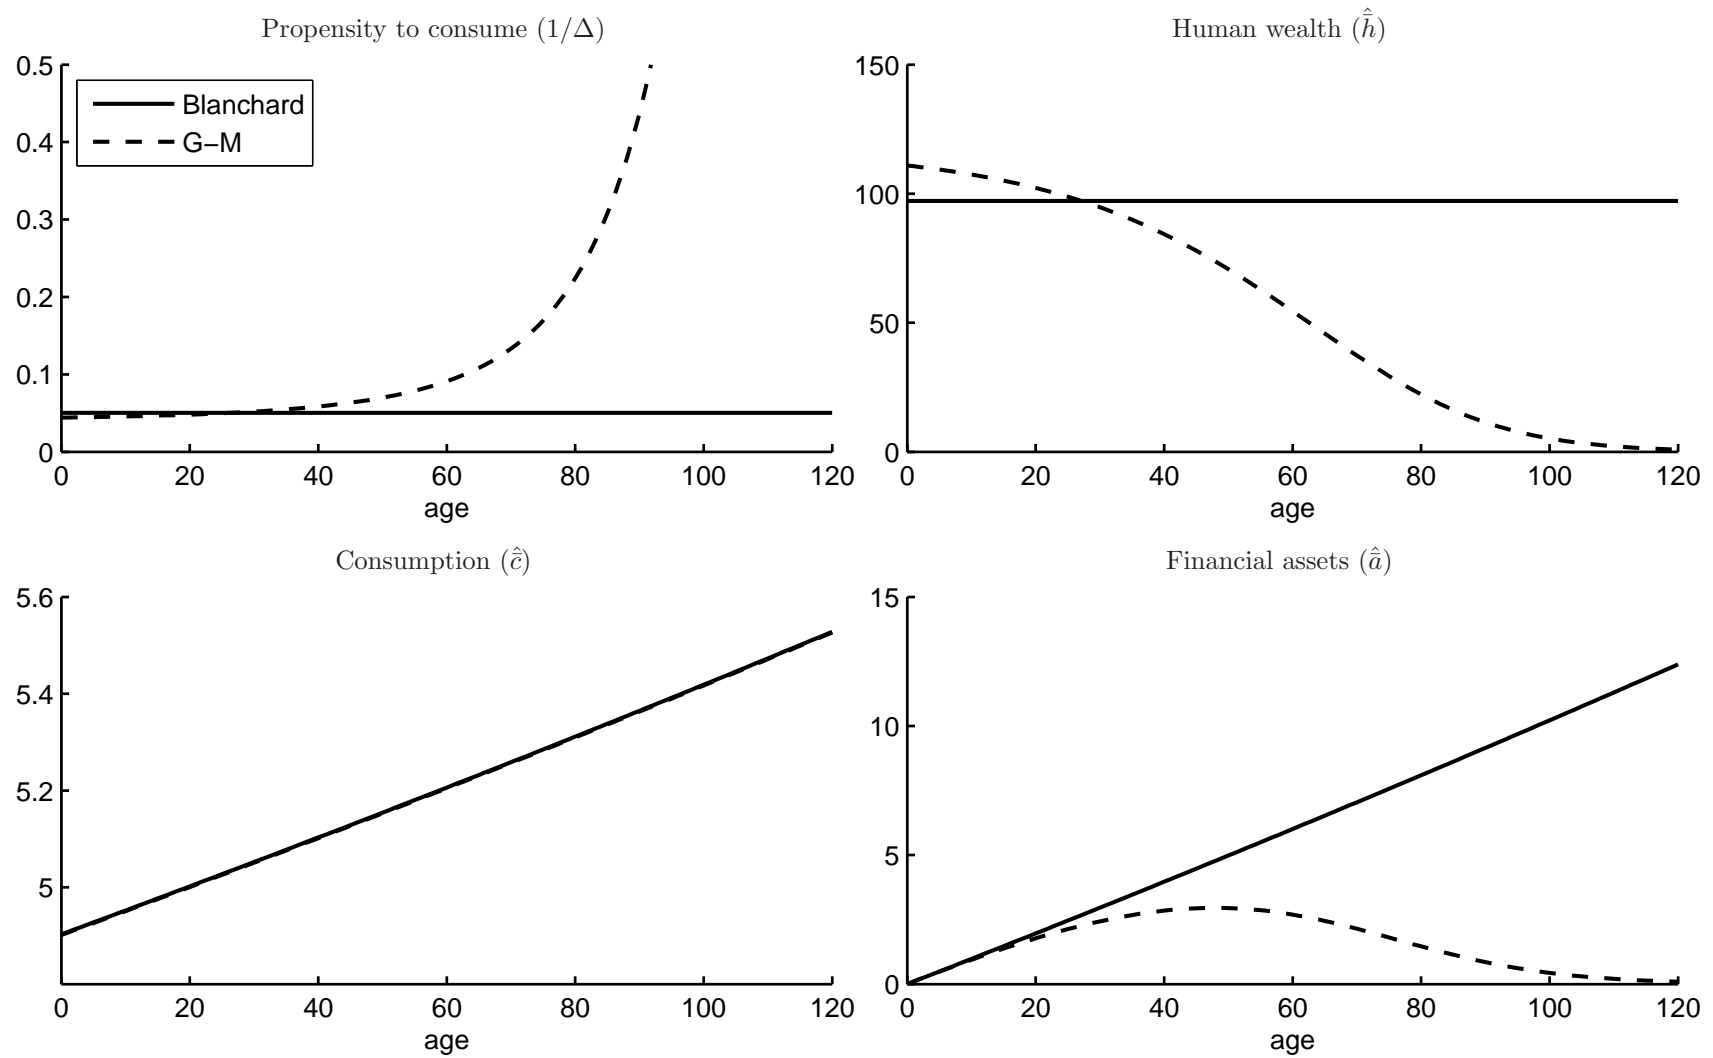 Propensity to consume (1/Δ)
0.5
0.4
0.3
0.2
0.1
0
Blanchard
G−M
0 20 40 60 80 100 120
age
Human wealth (ĥ̄)
150
100
50
0
0 20 40 60 80 100 120
age
Consumption (ĉ̄)
5.6
5.4
5.2
5
0 20 40 60 80 100 120
age
Financial assets (â̄)
15
10
5
0
0 20 40 60 80 100 120
age